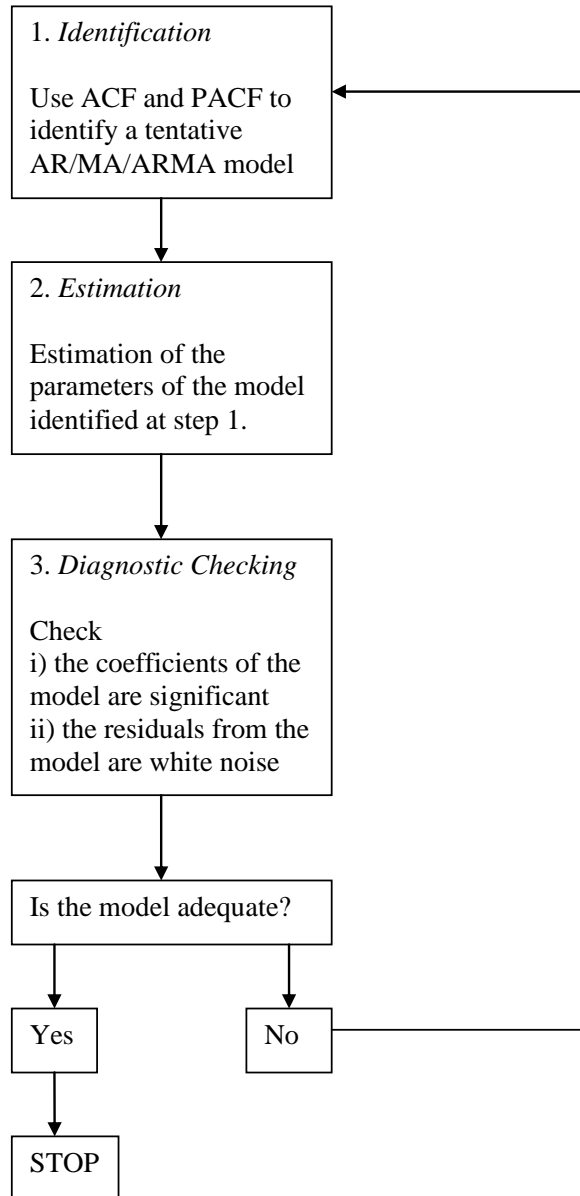 1. Identification
Use ACF and PACF to
identify a tentative
AR/MA/ARMA model
2. Estimation
Estimation of the
parameters of the model
identified at step 1.
3. Diagnostic Checking
Check
i) the coefficients of the
model are significant
ii) the residuals from the
model are white noise
Is the model adequate?
Yes
No
STOP